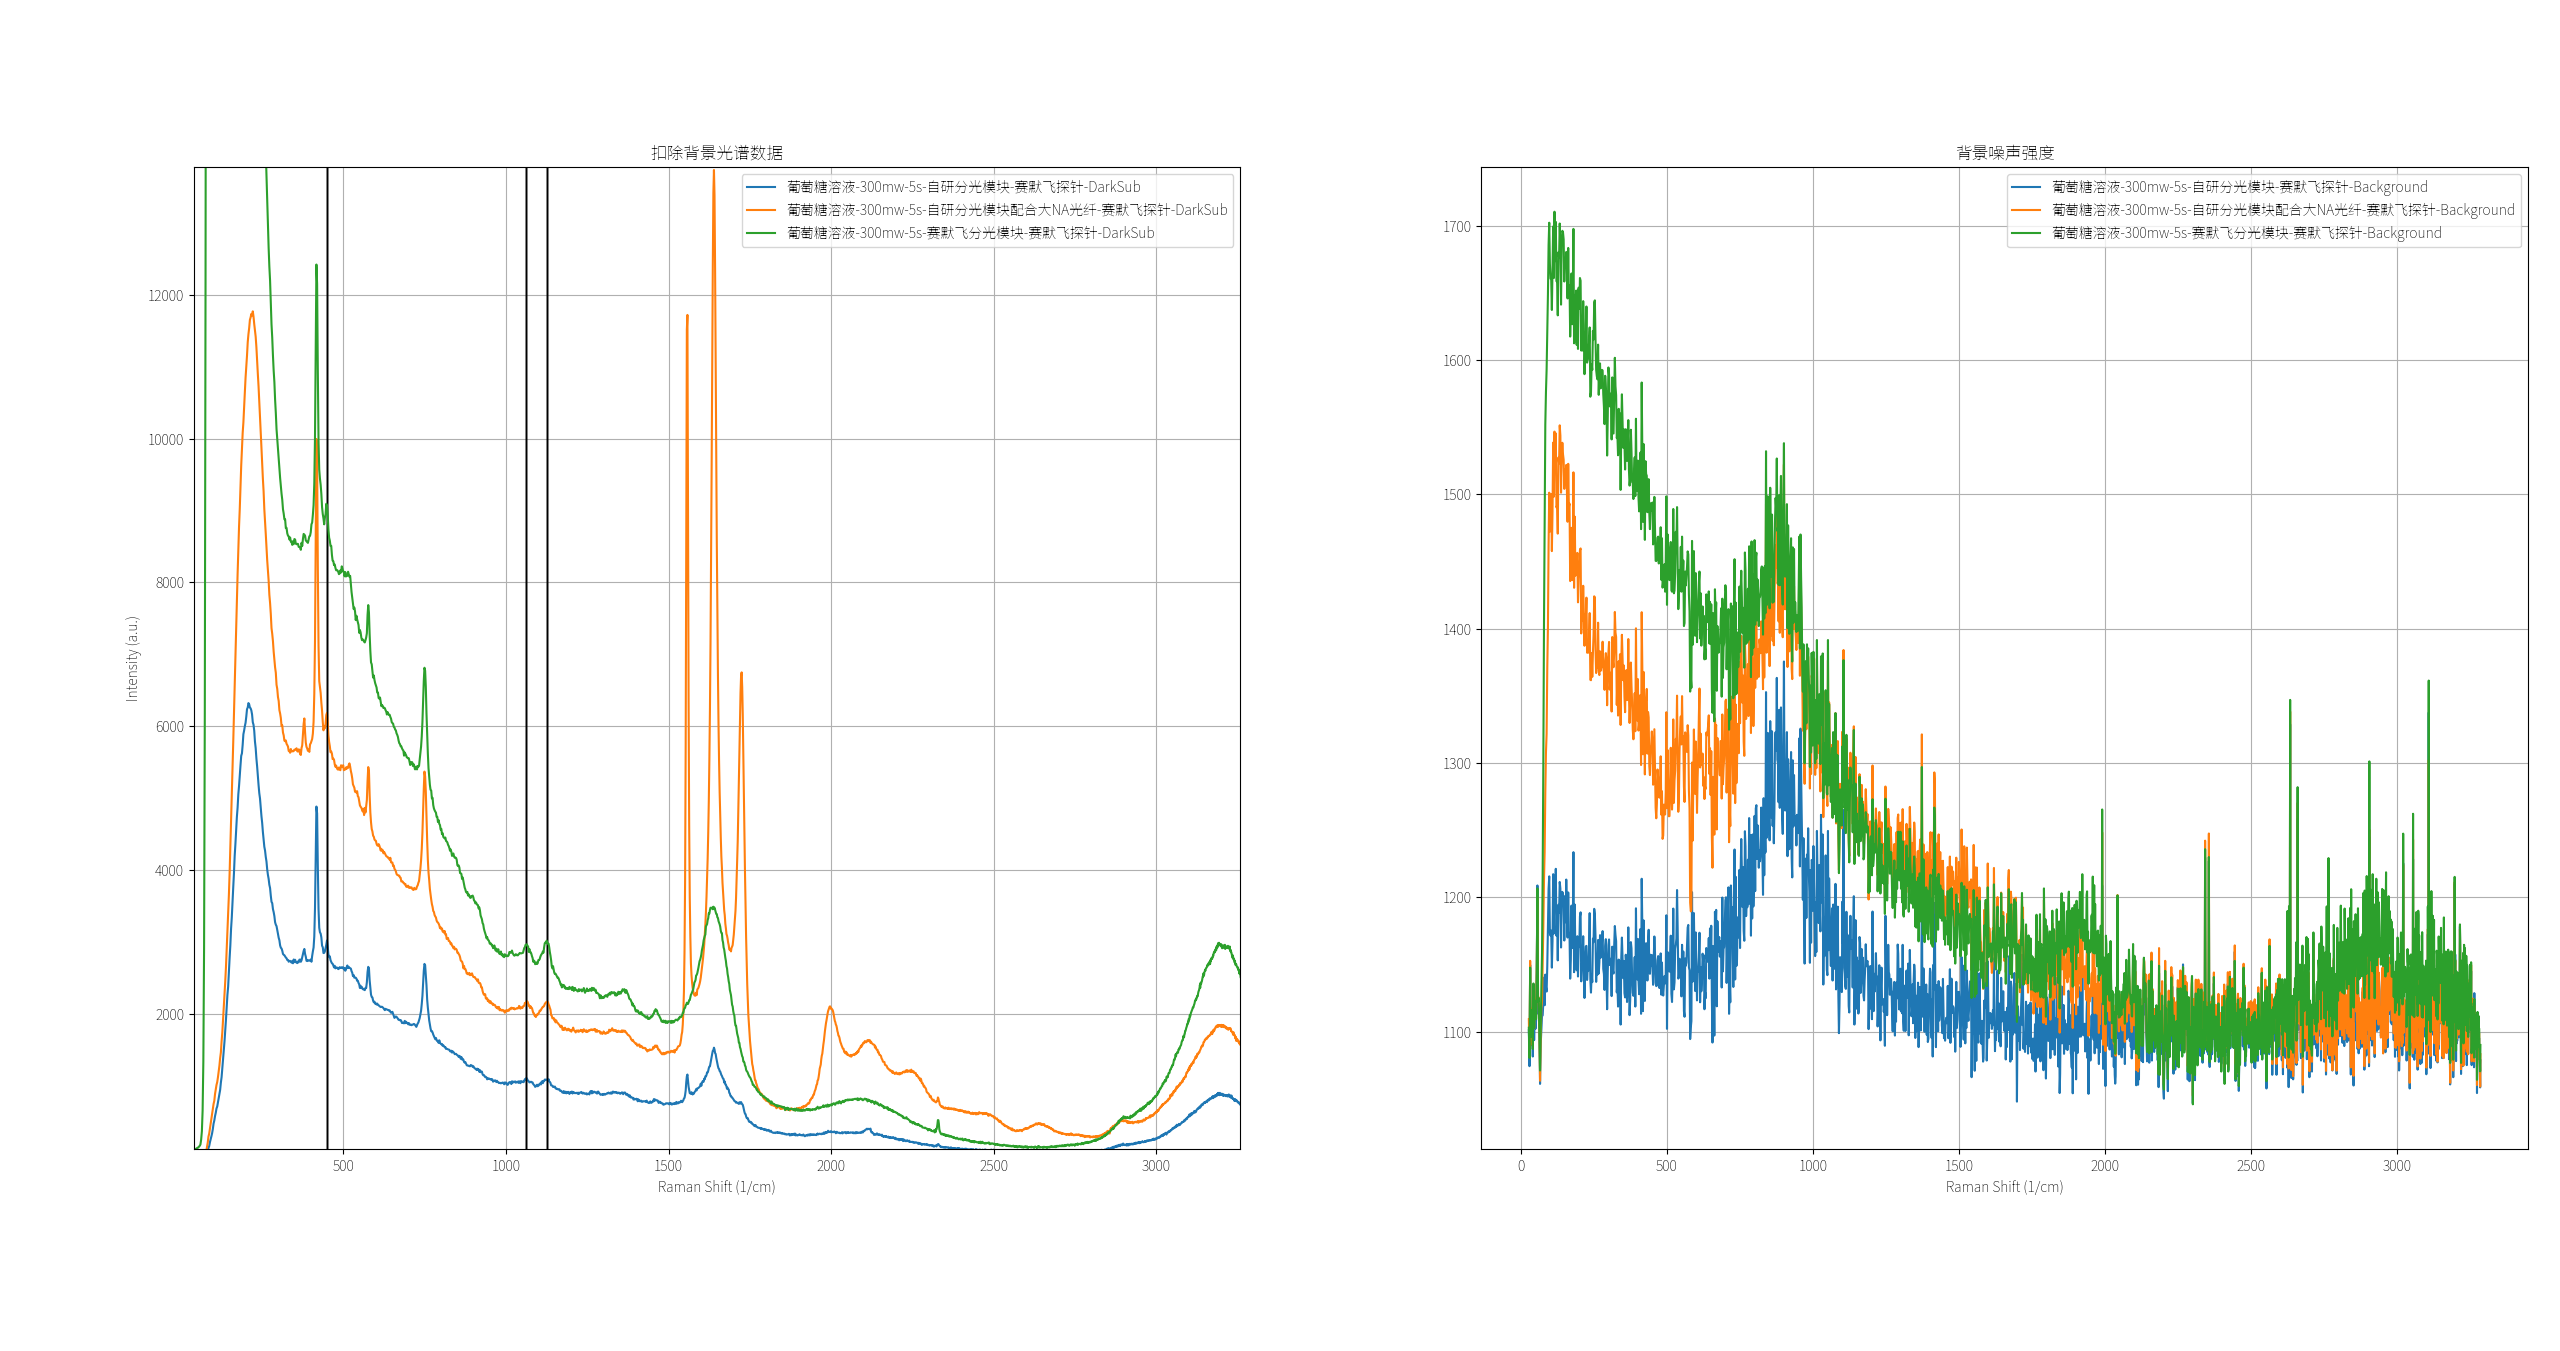 扣除背景光谱数据
葡萄糖溶液-300mw-5s-自研分光模块-赛默飞探针-DarkSub
葡萄糖溶液-300mw-5s-自研分光模块配合大NA光纤-赛默飞探针-DarkSub
葡萄糖溶液-300mw-5s-赛默飞分光模块-赛默飞探针-DarkSub
Intensity (a.u.)
12000
10000
8000
6000
4000
2000
500 1000 1500 2000 2500 3000
Raman Shift (1/cm)
背景噪声强度
葡萄糖溶液-300mw-5s-自研分光模块-赛默飞探针-Background
葡萄糖溶液-300mw-5s-自研分光模块配合大NA光纤-赛默飞探针-Background
葡萄糖溶液-300mw-5s-赛默飞分光模块-赛默飞探针-Background
1700
1600
1500
1400
1300
1200
1100
0 500 1000 1500 2000 2500 3000
Raman Shift (1/cm)